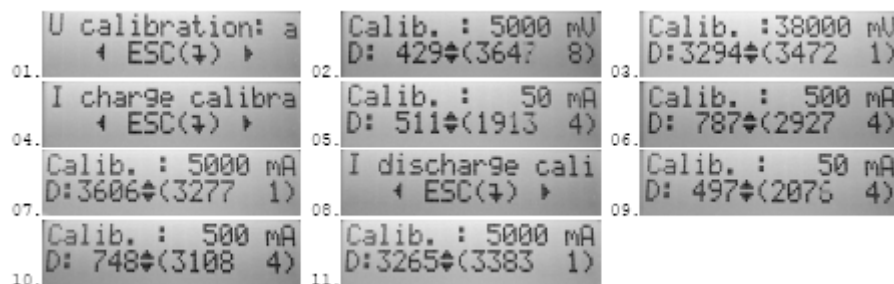 U calibration: a
◂ ESC(↴) ▸
01.
Calib. : 5000 mV
D: 429♦(3647 8)
02.
Calib. :38000 mV
D:3294♦(3472 1)
03.
I charge calibra
◂ ESC(↴) ▸
04.
Calib. : 50 mA
D: 511♦(1913 4)
05.
Calib. : 500 mA
D: 787♦(2927 4)
06.
Calib. : 5000 mA
D:3606♦(3277 1)
07.
I discharge cali
◂ ESC(↴) ▸
08.
Calib. : 50 mA
D: 497♦(2076 4)
09.
Calib. : 500 mA
D: 748♦(3108 4)
10.
Calib. : 5000 mA
D:3265♦(3383 1)
11.